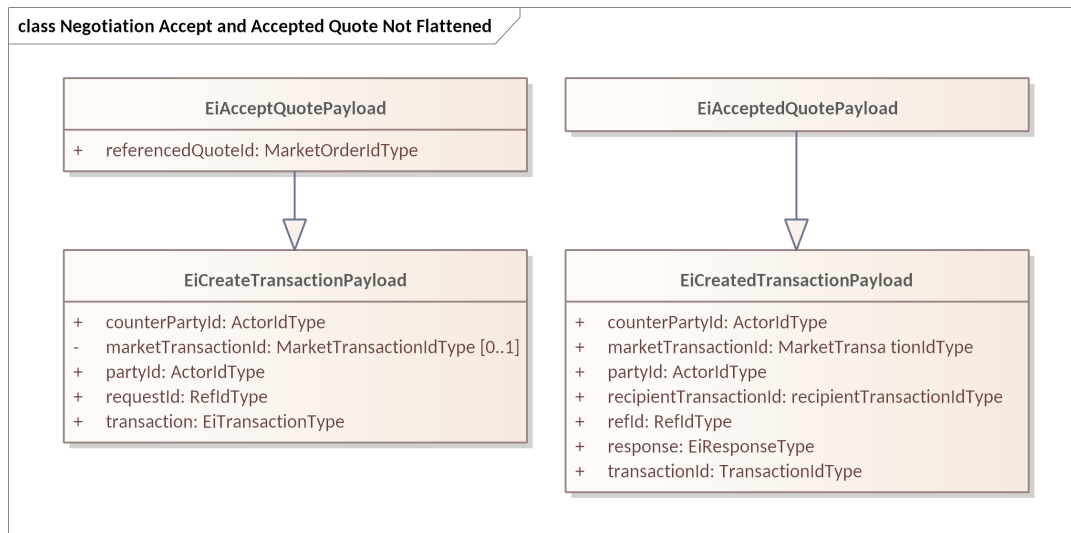 class Negotiation Accept and Accepted Quote Not Flattened
EiAcceptQuotePayload
+ referencedQuoteId: MarketOrderIdType
EiAcceptedQuotePayload
EiCreateTransactionPayload
+ counterPartyId: ActorIdType
- marketTransactionId: MarketTransactionIdType [0..1]
+ partyId: ActorIdType
+ requestId: RefIdType
+ transaction: EiTransactionType
EiCreatedTransactionPayload
+ counterPartyId: ActorIdType
+ marketTransactionId: MarketTransa tionIdType
+ partyId: ActorIdType
+ recipientTransactionId: recipientTransactionIdType
+ refId: RefIdType
+ response: EiResponseType
+ transactionId: TransactionIdType